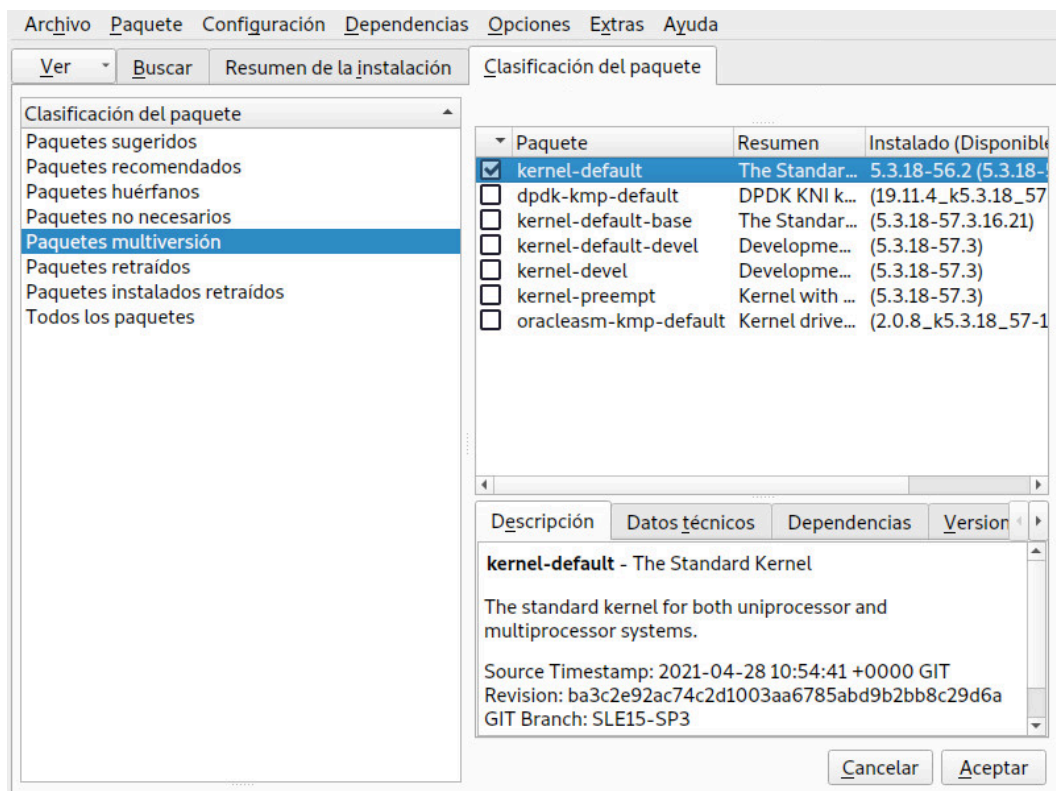 Archivo Paquete Configuración Dependencias Opciones Extras Ayuda
Ver Buscar Resumen de la instalación Clasificación del paquete
Clasificación del paquete
Paquetes sugeridos
Paquetes recomendados
Paquetes huérfanos
Paquetes no necesarios
Paquetes multiversión
Paquetes retraídos
Paquetes instalados retraídos
Todos los paquetes
Paquete Resumen Instalado (Disponible
kernel-default The Standar... 5.3.18-56.2 (5.3.18-
dpdk-kmp-default DPDK KNI k... (19.11.4_k5.3.18_57
kernel-default-base The Standar... (5.3.18-57.3.16.21)
kernel-default-devel Developme... (5.3.18-57.3)
kernel-devel Developme... (5.3.18-57.3)
kernel-preempt Kernel with ... (5.3.18-57.3)
oracleasm-kmp-default Kernel drive... (2.0.8_k5.3.18_57-1
Descripción Datos técnicos Dependencias Version
kernel-default - The Standard Kernel
The standard kernel for both uniprocessor and
multiprocessor systems.
Source Timestamp: 2021-04-28 10:54:41 +0000 GIT
Revision: ba3c2e92ac74c2d1003aa6785abd9b2bb8c29d6a
GIT Branch: SLE15-SP3
Cancelar Aceptar